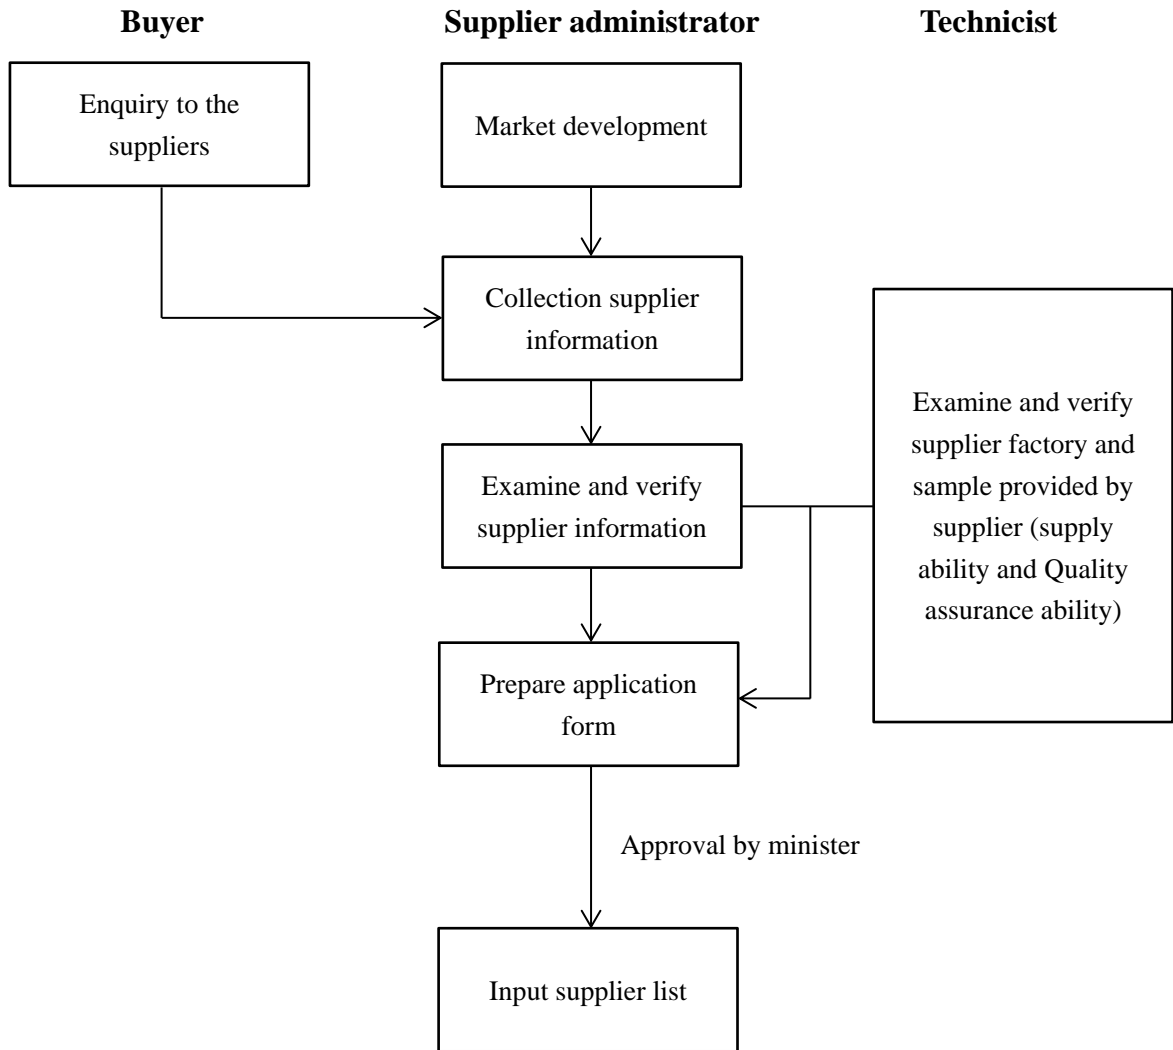 Buyer
Supplier administrator
Technicist
Enquiry to the
suppliers
Market development
Collection supplier
information
Examine and verify
supplier information
Examine and verify
supplier factory and
sample provided by
supplier (supply
ability and Quality
assurance ability)
Prepare application
form
Approval by minister
Input supplier list